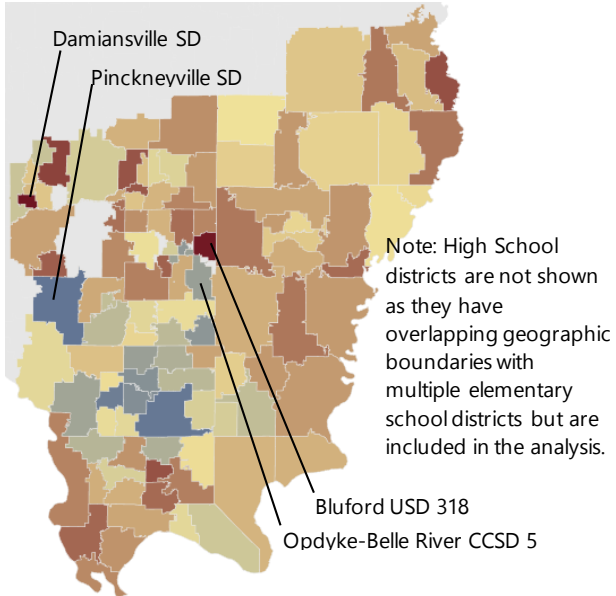 Damiansville SD
Pinckneyville SD
Note: High School
districts are not shown
as they have
overlapping geographic
boundaries with
multiple elementary
school districts but are
included in the analysis.
Bluford USD 318
Opdyke-Belle River CCSD 5